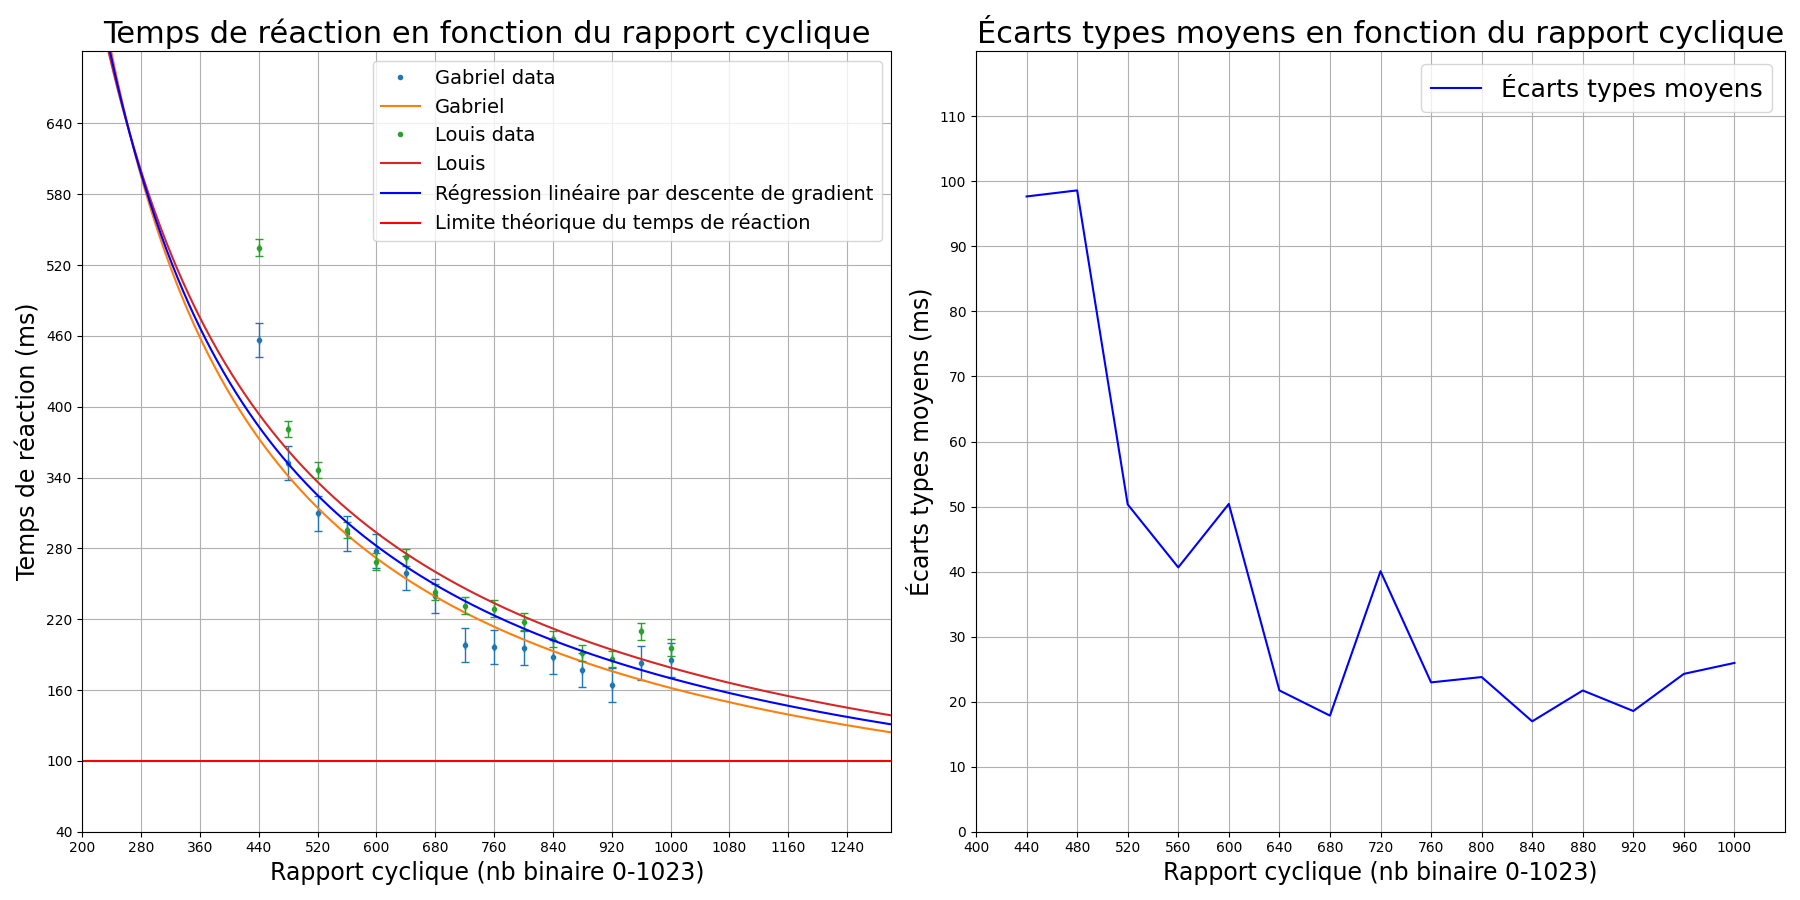 Temps de réaction en fonction du rapport cyclique
Gabriel data
Gabriel
Louis data
Louis
Régression linéaire par descente de gradient
Limite théorique du temps de réaction
Temps de réaction (ms)
640
580
520
460
400
340
280
220
160
100
40
200 280 360 440 520 600 680 760 840 920 1000 1080 1160 1240
Rapport cyclique (nb binaire 0-1023)
Écarts types moyens en fonction du rapport cyclique
Écarts types moyens
Écarts types moyens (ms)
110
100
90
80
70
60
50
40
30
20
10
0
400 440 480 520 560 600 640 680 720 760 800 840 880 920 960 1000
Rapport cyclique (nb binaire 0-1023)